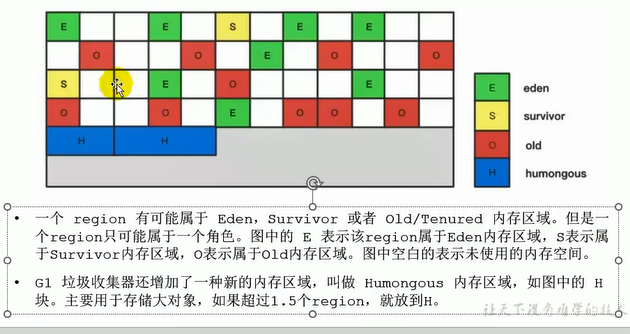 E E S E E
O O E O O
S E O E
O O E O O O
H H
E eden
S survivor
O old
H humongous
• 一个 region 有可能属于 Eden，Survivor 或者 Old/Tenured 内存区域。但是一
个region只可能属于一个角色。图中的 E 表示该region属于Eden内存区域，S表示属
于Survivor内存区域，O表示属于Old内存区域。图中空白的表示未使用的内存空间。
• G1 垃圾收集器还增加了一种新的内存区域，叫做 Humongous 内存区域，如图中的 H
块。主要用于存储大对象，如果超过1.5个region，就放到H。
让天下没有难学的技术